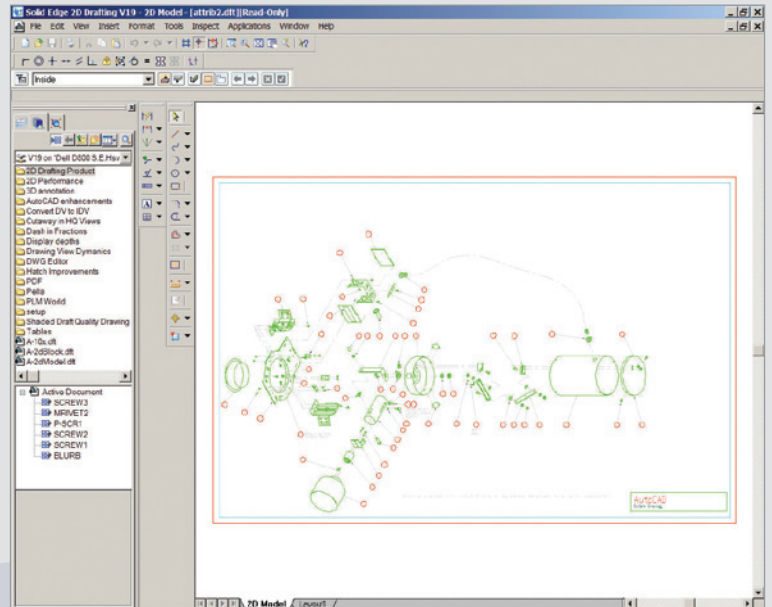 Solid Edge 2D Drafting V19 - 2D Model - [attrib2.dft][Read-Only]
File Edit View Insert Format Tools Inspect Applications Window Help
Inside
V19 on 'Dell D800 S.E.Hsv
2D Drafting Product
2D Performance
3D annotation
AutoCAD enhancements
Convert DV to IDV
Cutaway in HQ Views
Dash in Fractions
Display depths
Drawing View Dymanics
DWG Editor
Hatch Improvements
PDF
Pella
PLM World
setup
Shaded Draft Quality Drawing
Tables
A-10x.dft
A-2dBlock.dft
A-2dModel.dft
Active Document
SCREW3
MRIVET2
P-SCR1
SCREW2
SCREW1
BLURB
AutoCAD
2D Model
Layout1